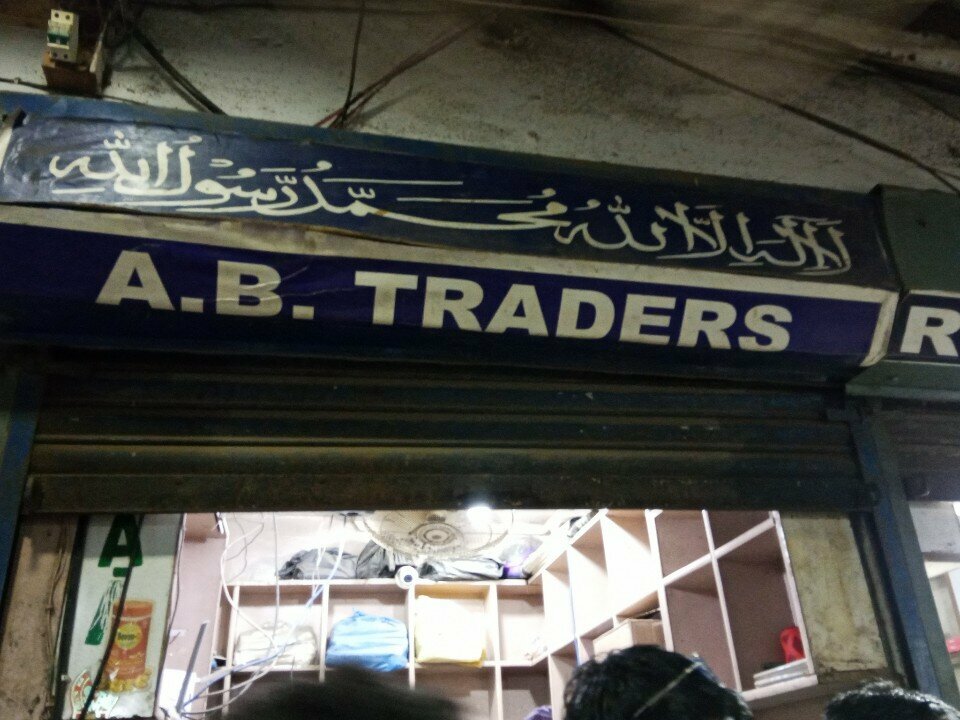 لا إله إلا الله محمد رسول الله
A.B. TRADERS
R
A